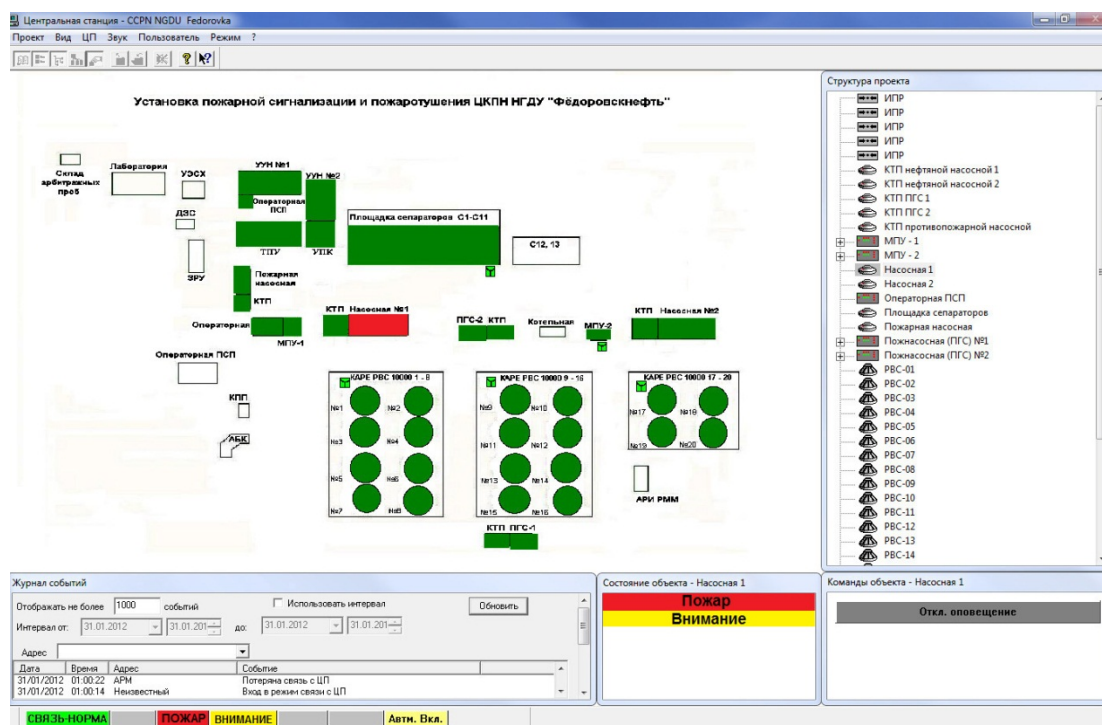 Центральная станция - CCPN NGDU Fedorovka
Проект Вид ЦП Звук Пользователь Режим ?
Установка пожарной сигнализации и пожаротушения ЦКПН НГДУ "Фёдоровскнефть"
Склад арбитражных проб
Лаборатория
УЭСХ
УУН №1
УУН №2
Операторная ПСП
ДЭС
ТПУ
УПК
Площадка сепараторов С1-С11
С12, 13
ЗРУ
Пожарная насосная
КТП
Операторная
МПУ-1
КТП Насосная №1
ПГС-2 КТП
Котельная
МПУ-2
КТП Насосная №2
Операторная ПСП
КПП
АБК
КАРЕ РВС 10000 1 - 8
№1 №2
№3 №4
№5 №6
№7 №8
КАРЕ РВС 10000 9 - 16
№9 №10
№11 №12
№13 №14
№15 №16
КАРЕ РВС 10000 17 - 20
№17 №18
№19 №20
АРИ РММ
КТП ПГС-1
Структура проекта
ИПР
ИПР
ИПР
ИПР
ИПР
КТП нефтяной насосной 1
КТП нефтяной насосной 2
КТП ПГС 1
КТП ПГС 2
КТП противопожарной насосной
МПУ - 1
МПУ - 2
Насосная 1
Насосная 2
Операторная ПСП
Площадка сепараторов
Пожарная насосная
Пожнасосная (ПГС) №1
Пожнасосная (ПГС) №2
РВС-01
РВС-02
РВС-03
РВС-04
РВС-05
РВС-06
РВС-07
РВС-08
РВС-09
РВС-10
РВС-11
РВС-12
РВС-13
РВС-14
Журнал событий
Отображать не более 1000 событий
Использовать интервал
Обновить
Интервал от: 31.01.2012 31.01.201 до: 31.01.2012 31.01.201
Адрес
Дата Время Адрес Событие
31/01/2012 01:00:22 АРМ Потеряна связь с ЦП
31/01/2012 01:00:14 Неизвестный Вход в режим связи с ЦП
Состояние объекта - Насосная 1
Пожар
Внимание
Команды объекта - Насосная 1
Откл. оповещение
СВЯЗЬ-НОРМА ПОЖАР ВНИМАНИЕ Автм. Вкл.